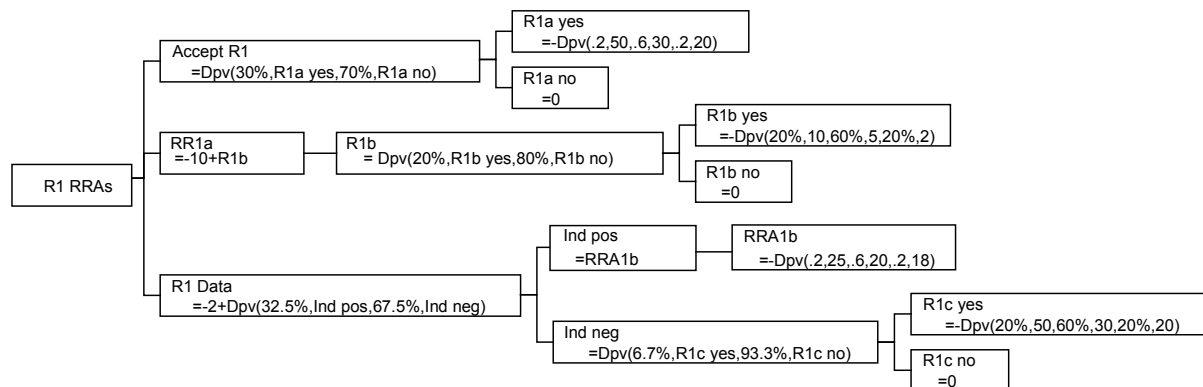 R1 RRAs
Accept R1
=Dpv(30%,R1a yes,70%,R1a no)
R1a yes
=-Dpv(.2,50,.6,30,.2,20)
R1a no
=0
RR1a
=-10+R1b
R1b
= Dpv(20%,R1b yes,80%,R1b no)
R1b yes
=-Dpv(20%,10,60%,5,20%,2)
R1b no
=0
R1 Data
=-2+Dpv(32.5%,Ind pos,67.5%,Ind neg)
Ind pos
=RRA1b
RRA1b
=-Dpv(.2,25,.6,20,.2,18)
Ind neg
=Dpv(6.7%,R1c yes,93.3%,R1c no)
R1c yes
=-Dpv(20%,50,60%,30,20%,20)
R1c no
=0